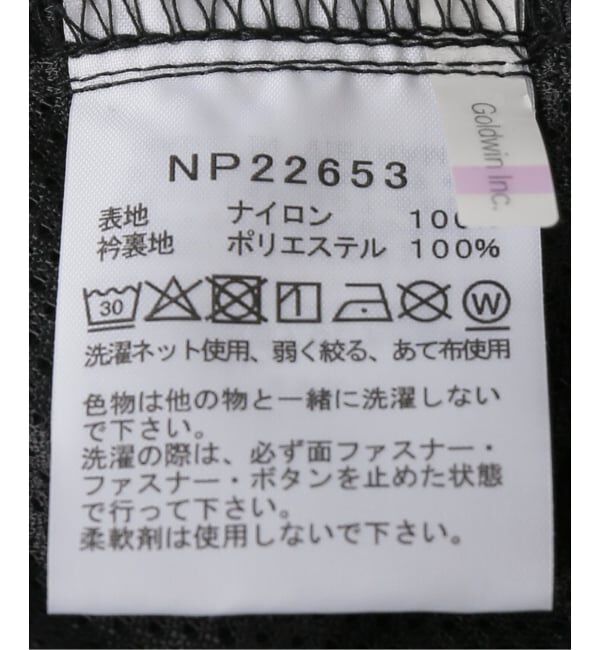 Goldwin Inc.
NP22653
表地 ナイロン 10
衿裏地 ポリエステル 100%
30 W
洗濯ネット使用、弱く絞る、あて布使用
色物は他の物と一緒に洗濯しない
で下さい。
洗濯の際は、必ず面ファスナー・
ファスナー・ボタンを止めた状態
で行って下さい。
柔軟剤は使用しないで下さい。